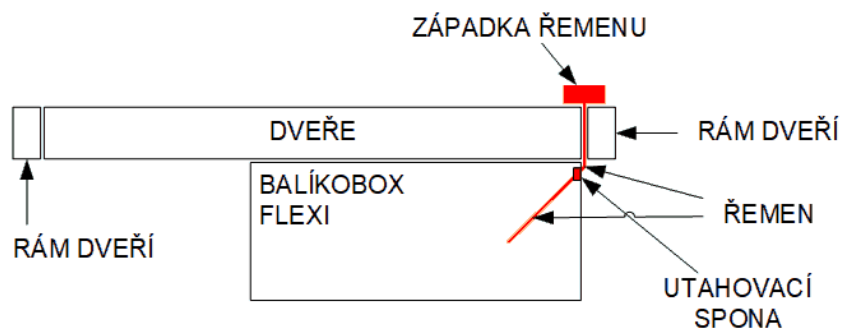 ZÁPADKA ŘEMENU
DVEŘE
RÁM DVEŘÍ
BALÍKOBOX
FLEXI
ŘEMEN
RÁM DVEŘÍ
UTAHOVACÍ
SPONA